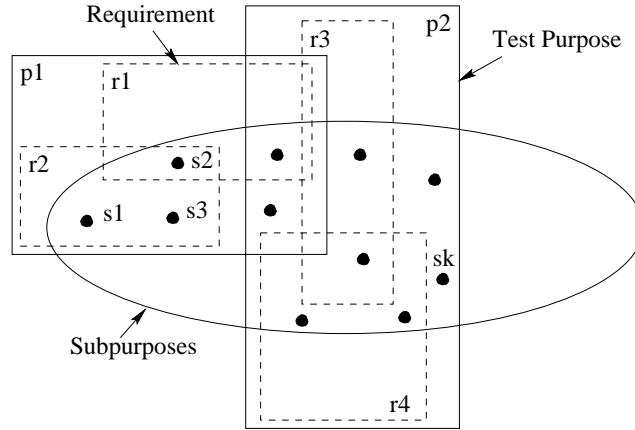 Requirement
p2
r3
Test Purpose
p1
r1
r2
s2
s1
s3
sk
Subpurposes
r4